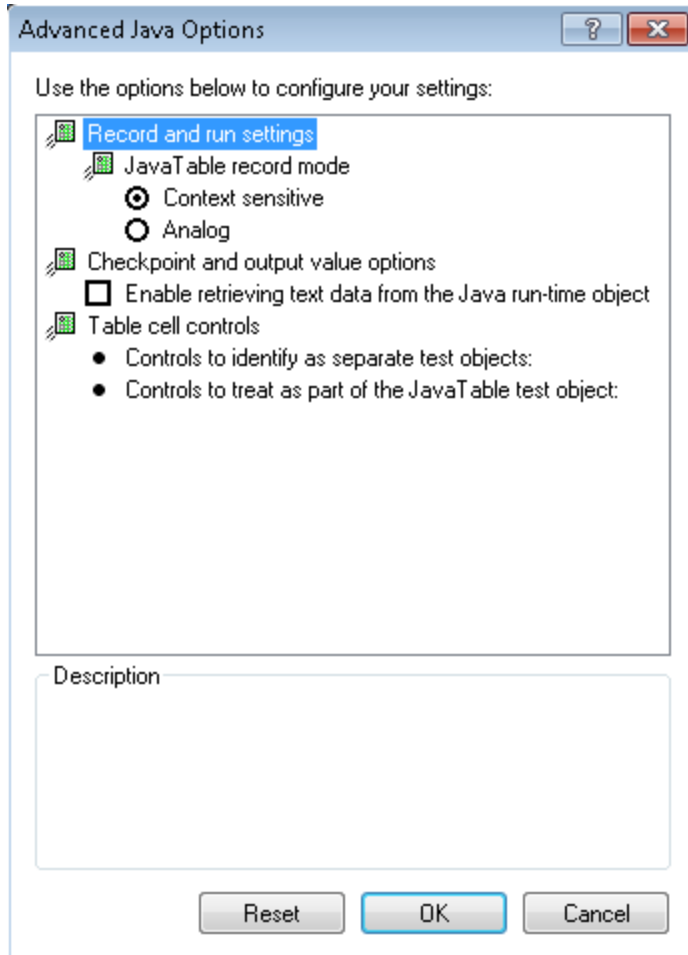 Advanced Java Options
Use the options below to configure your settings:
Record and run settings
JavaTable record mode
Context sensitive
Analog
Checkpoint and output value options
Enable retrieving text data from the Java run-time object
Table cell controls
Controls to identify as separate test objects:
Controls to treat as part of the JavaTable test object:
Description
Reset OK Cancel